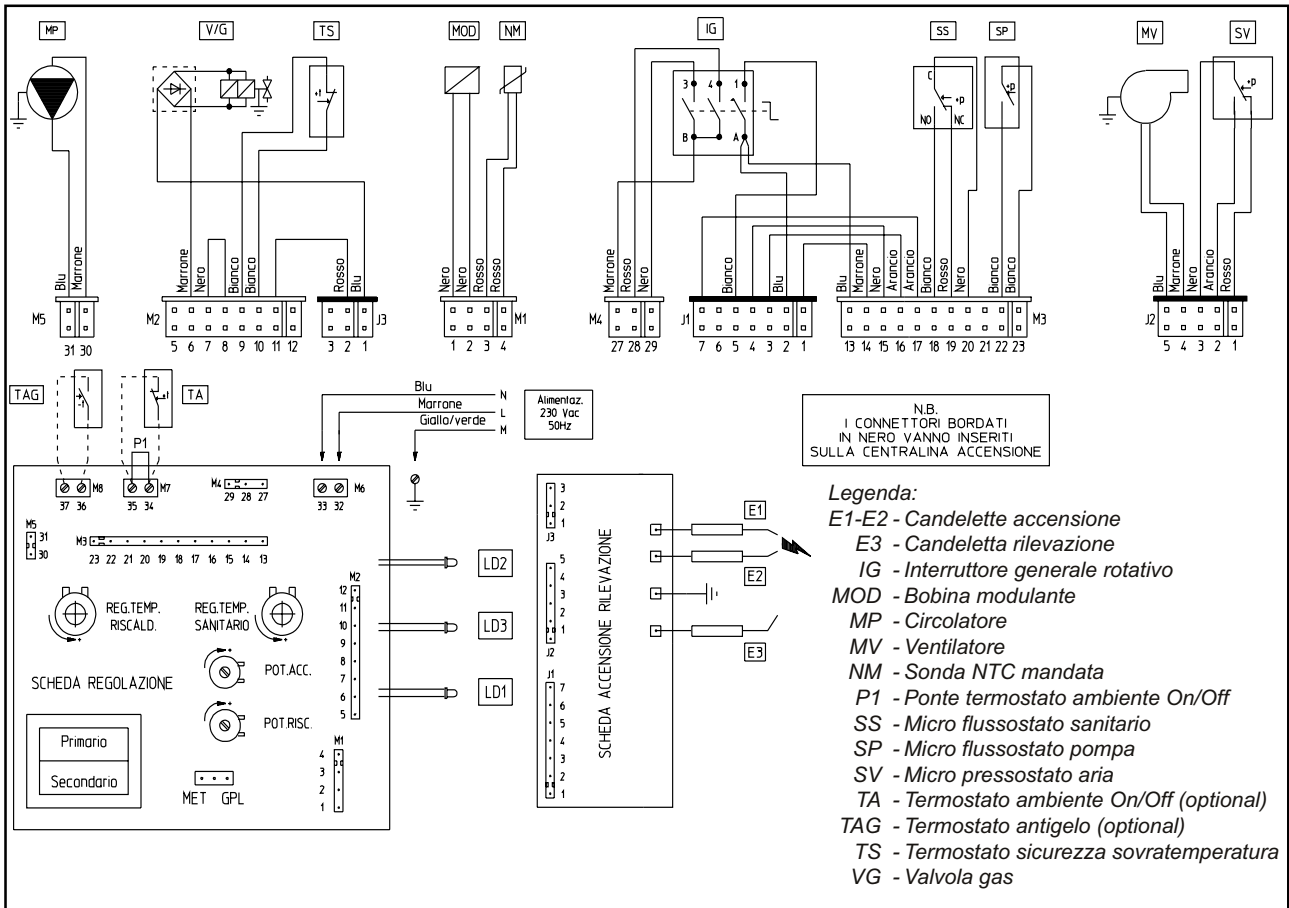 MP V/G TS MOD NM IG SS SP MV SV
3 4 1
B A
C
NO NC
+t
+P
+P
+P
Blu
Marrone
Marrone
Nero
Bianco
Bianco
Rosso
Blu
Nero
Nero
Rosso
Rosso
Marrone
Rosso
Nero
Bianco
Blu
Blu
Marrone
Nero
Arancio
Arancio
Bianco
Rosso
Nero
Bianco
Bianco
Blu
Marrone
Nero
Arancio
Rosso
M5 M2 J3 M1 M4 J1 M3 J2
31 30
5 6 7 8 9 10 11 12
3 2 1
1 2 3 4
27 28 29
7 6 5 4 3 2 1
13 14 15 16 17 18 19 20 21 22 23
5 4 3 2 1
TAG
-t
+t
TA
P1
Blu N
Marrone L
Giallo/verde M
Alimentaz.
230 Vac
50Hz
N.B.
I CONNETTORI BORDATI
IN NERO VANNO INSERITI
SULLA CENTRALINA ACCENSIONE
M8
37 36
M7
35 34
M4
29 28 27
M6
33 32
M5
31
30
M3
23 22 21 20 19 18 17 16 15 14 13
REG.TEMP.
RISCALD.
REG.TEMP.
SANITARIO
POT.ACC.
POT.RISC.
SCHEDA REGOLAZIONE
Primario
Secondario
MET GPL
M2
12
11
10
9
8
7
6
5
M1
4
3
2
1
LD2
LD3
LD1
3
2
1
J3
5
4
3
2
1
J2
J1
7
6
5
4
3
2
1
SCHEDA ACCENSIONE RILEVAZIONE
E1
E2
E3
Legenda:
E1-E2 - Candelette accensione
E3 - Candeletta rilevazione
IG - Interruttore generale rotativo
MOD - Bobina modulante
MP - Circolatore
MV - Ventilatore
NM - Sonda NTC mandata
P1 - Ponte termostato ambiente On/Off
SS - Micro flussostato sanitario
SP - Micro flussostato pompa
SV - Micro pressostato aria
TA - Termostato ambiente On/Off (optional)
TAG - Termostato antigelo (optional)
TS - Termostato sicurezza sovratemperatura
VG - Valvola gas